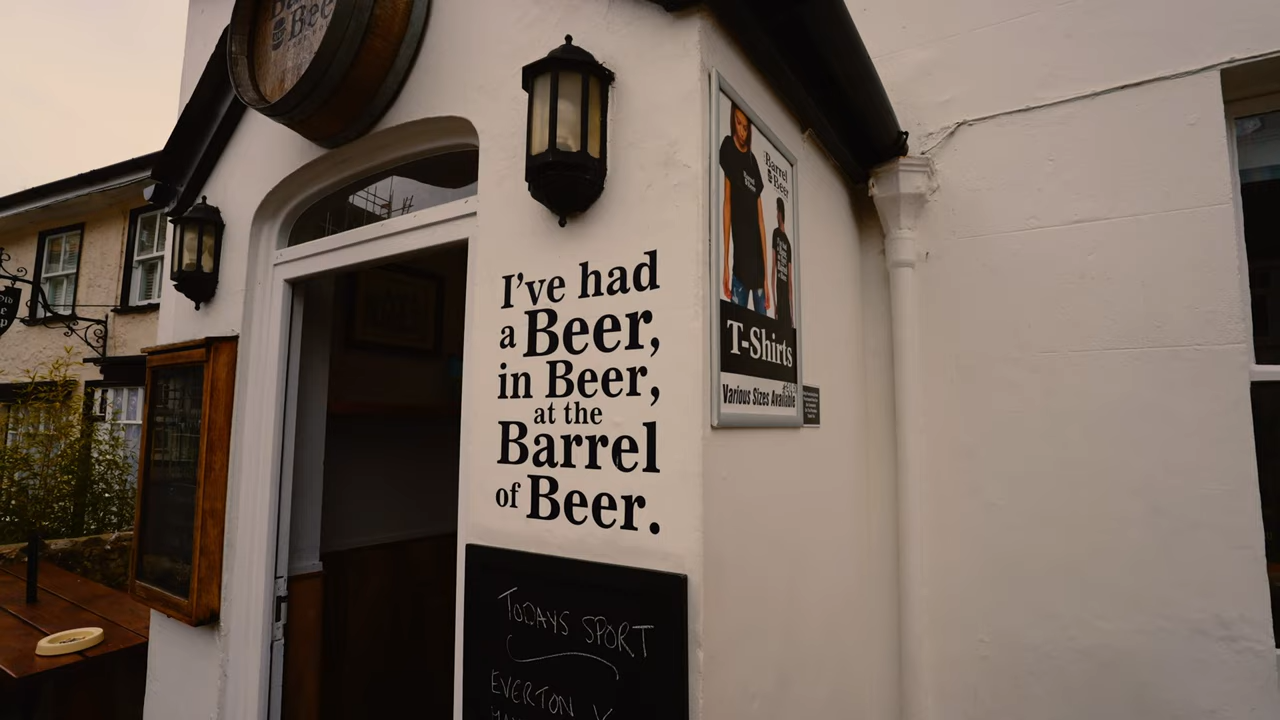 Barrel
of
Beer
I've had
a Beer,
in Beer,
at the
Barrel
of Beer.
Barrel
of Beer
T-Shirts
Various Sizes Available
TODAYS SPORT
EVERTON V
Old